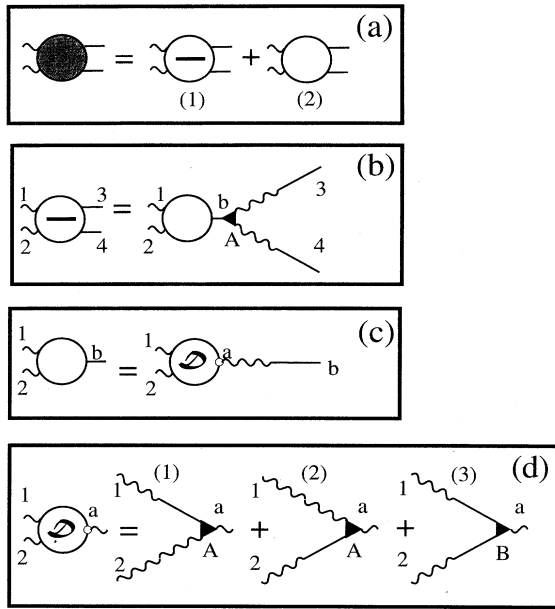 (a)
= +
(1) (2)
(b)
1 3 = 1 b 3
2 4 2 A 4
(c)
1 b = 1 𝒟 a b
2 2
(d)
(1) (2) (3)
1 𝒟 a = 1 a + 1 a + 1 a
2 2 A 2 A 2 B